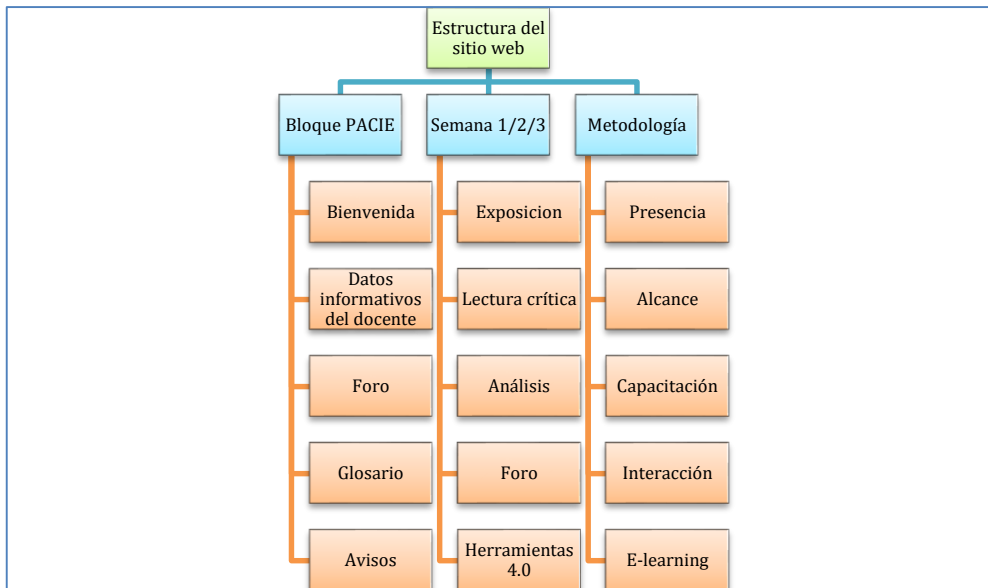 Estructura del
sitio web
Bloque PACIE
Semana 1/2/3
Metodología
Bienvenida
Exposicion
Presencia
Datos
informativos
del docente
Lectura crítica
Alcance
Foro
Análisis
Capacitación
Glosario
Foro
Interacción
Avisos
Herramientas
4.0
E-learning